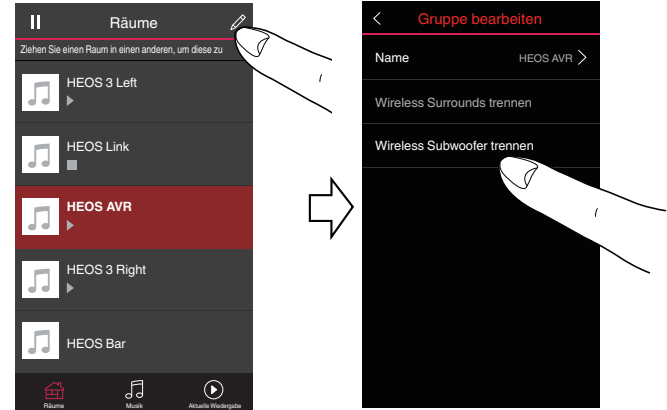 Räume
Ziehen Sie einen Raum in einen anderen, um diese zu
HEOS 3 Left
HEOS Link
HEOS AVR
HEOS 3 Right
HEOS Bar
Räume
Musik
Aktuelle Wiedergabe
Gruppe bearbeiten
Name
HEOS AVR
Wireless Surrounds trennen
Wireless Subwoofer trennen